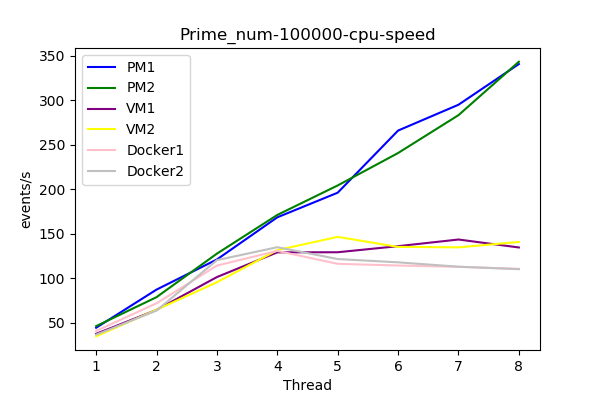 Prime_num-100000-cpu-speed
350
300
250
200
150
100
50
events/s
PM1
PM2
VM1
VM2
Docker1
Docker2
1 2 3 4 5 6 7 8
Thread